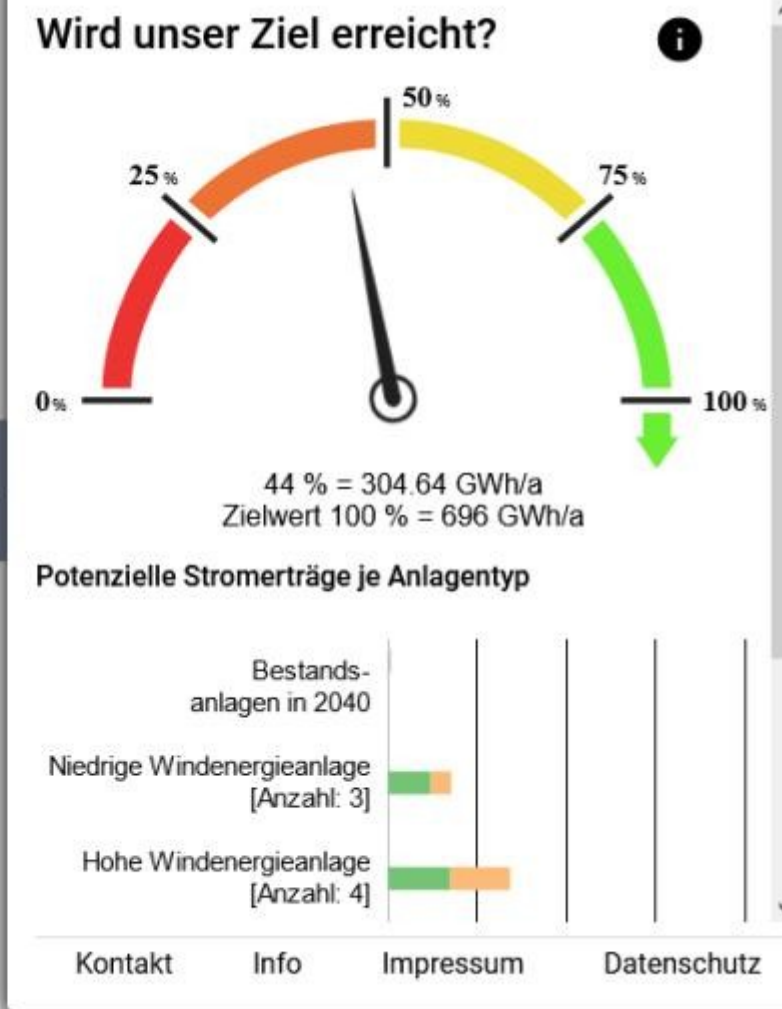 Wird unser Ziel erreicht?
i
50 %
25 %
75 %
0 %
100 %
44 % = 304.64 GWh/a
Zielwert 100 % = 696 GWh/a
Potenzielle Stromerträge je Anlagentyp
Bestands-
anlagen in 2040
Niedrige Windenergieanlage
[Anzahl: 3]
Hohe Windenergieanlage
[Anzahl: 4]
Kontakt Info Impressum Datenschutz